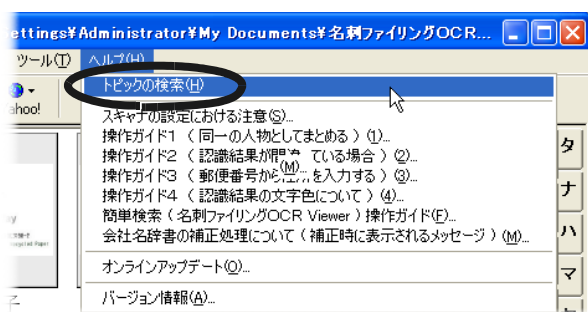 ettings¥Administrator¥My Documents¥名刺ファイリングOCR...
ツール(T) ヘルプ(H)
トピックの検索(H)
ahoo!
スキャナの設定における注意(S)...
操作ガイド1 ( 同一の人物としてまとめる ) (1)...
操作ガイド2 ( 認識結果が間 ている場合 ) (2)...
(M)
操作ガイド3 ( 郵便番号から を入力する ) (3)...
操作ガイド4 ( 認識結果の文字色について ) (4)...
簡単検索 ( 名刺ファイリングOCR Viewer ) 操作ガイド(F)...
会社名辞書の補正処理について ( 補正時に表示されるメッセージ ) (M)...
オンラインアップデート(O)...
バージョン情報(A)...
タ
ナ
ハ
マ